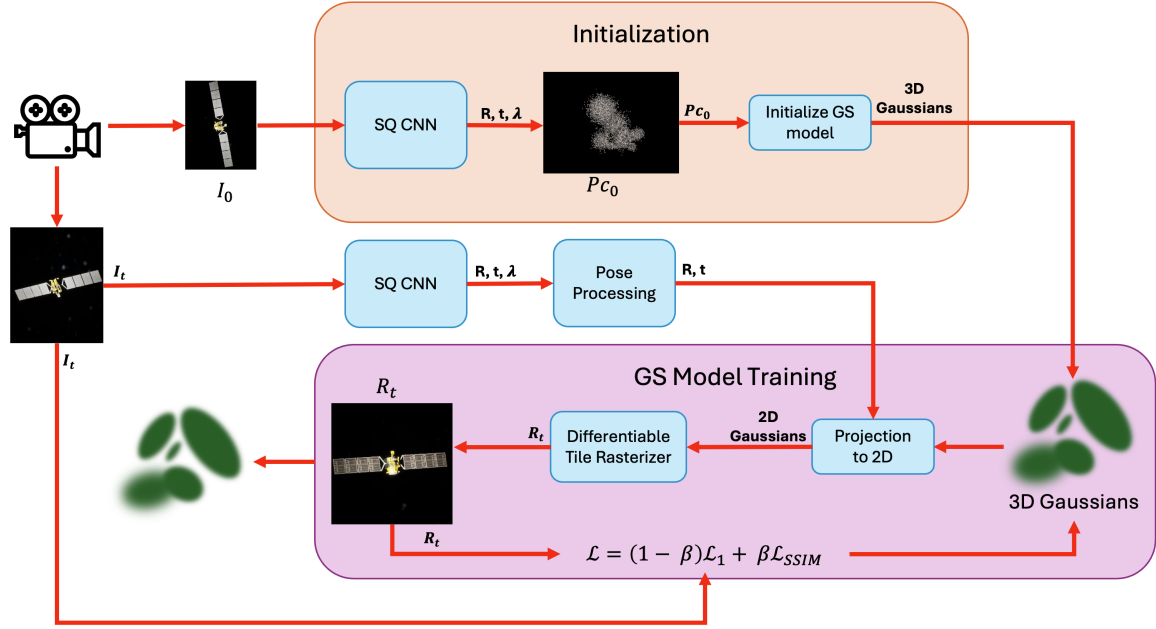 Initialization
SQ CNN
R, t, λ
Pc₀
Initialize GS
model
3D
Gaussians
I₀
Pc₀
Iₜ
SQ CNN
R, t, λ
Pose
Processing
R, t
Iₜ
GS Model Training
Rₜ
Rₜ
Differentiable
Tile Rasterizer
2D
Gaussians
Projection
to 2D
3D Gaussians
Rₜ
ℒ = (1 − β)ℒ₁ + βℒ_SSIM